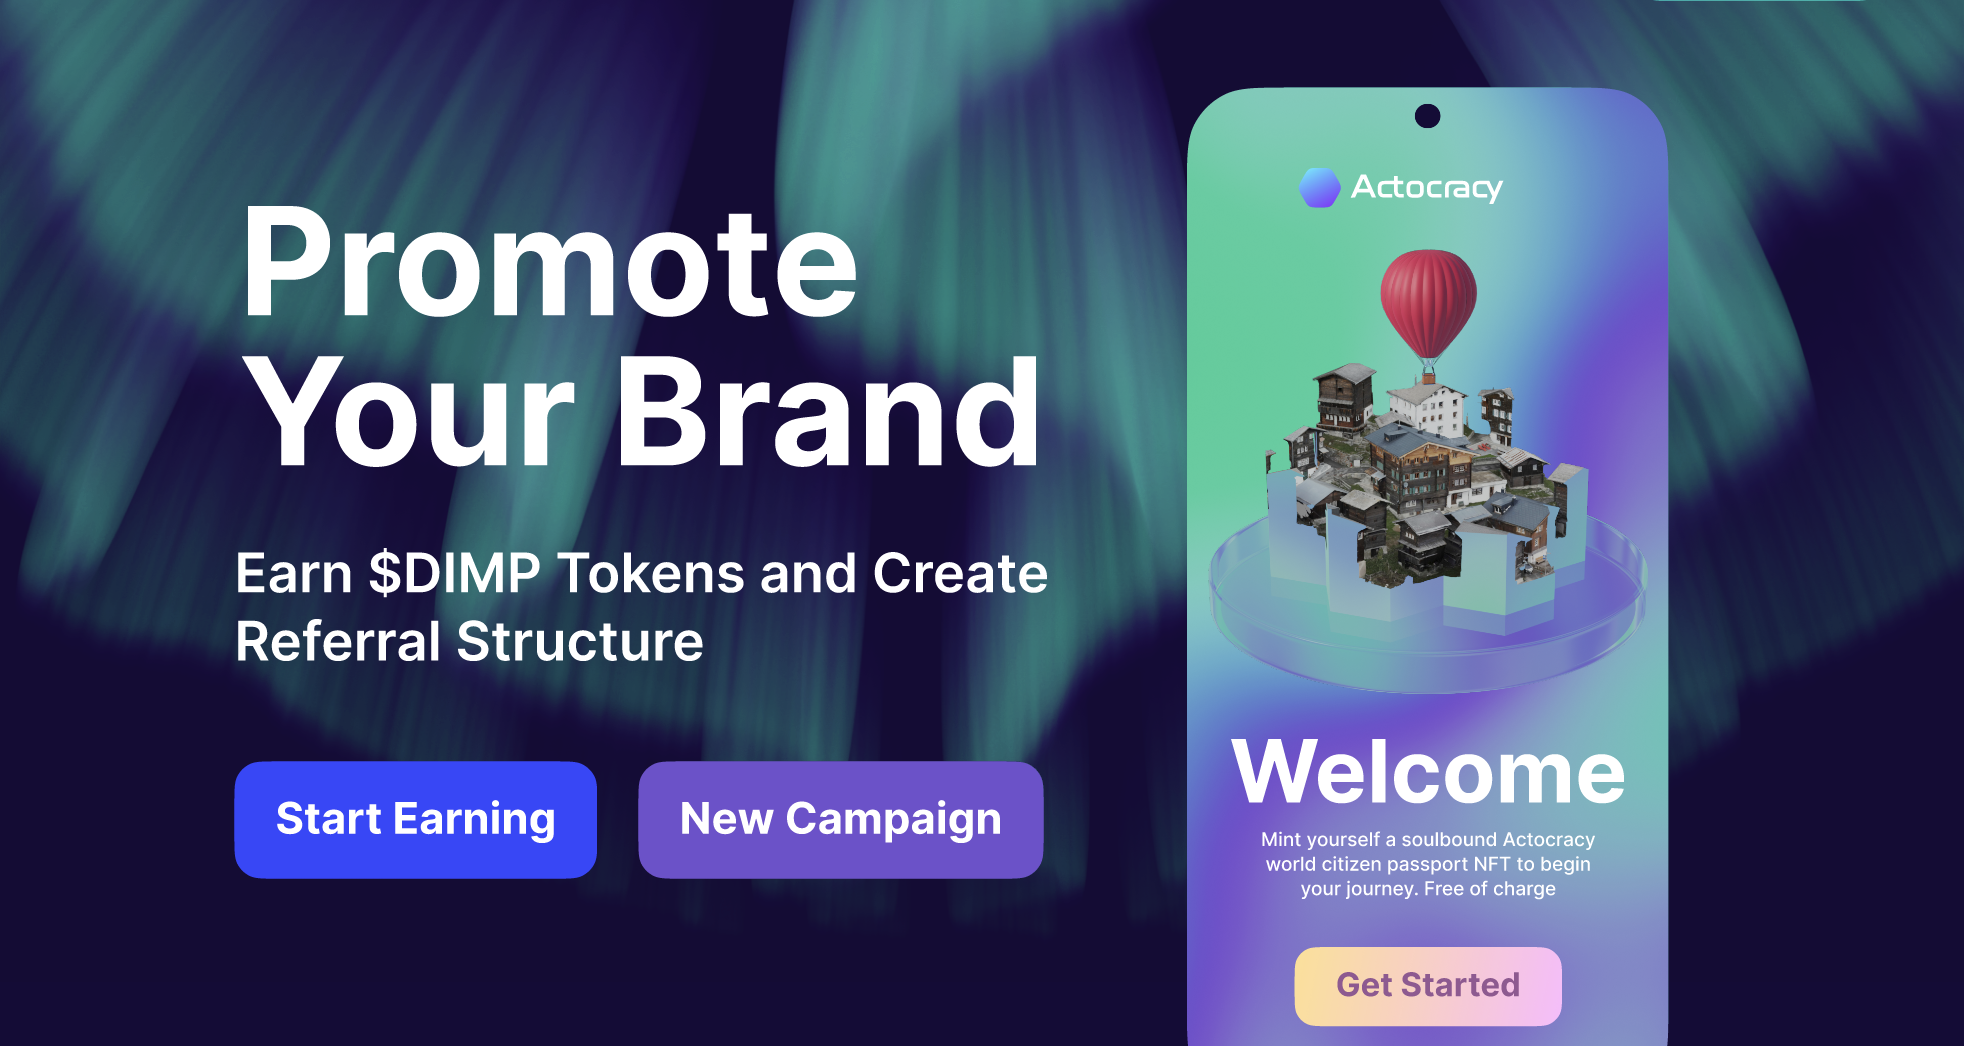 Promote
Your Brand
Earn $DIMP Tokens and Create
Referral Structure
Start Earning
New Campaign
Actocracy
Welcome
Mint yourself a soulbound Actocracy
world citizen passport NFT to begin
your journey. Free of charge
Get Started